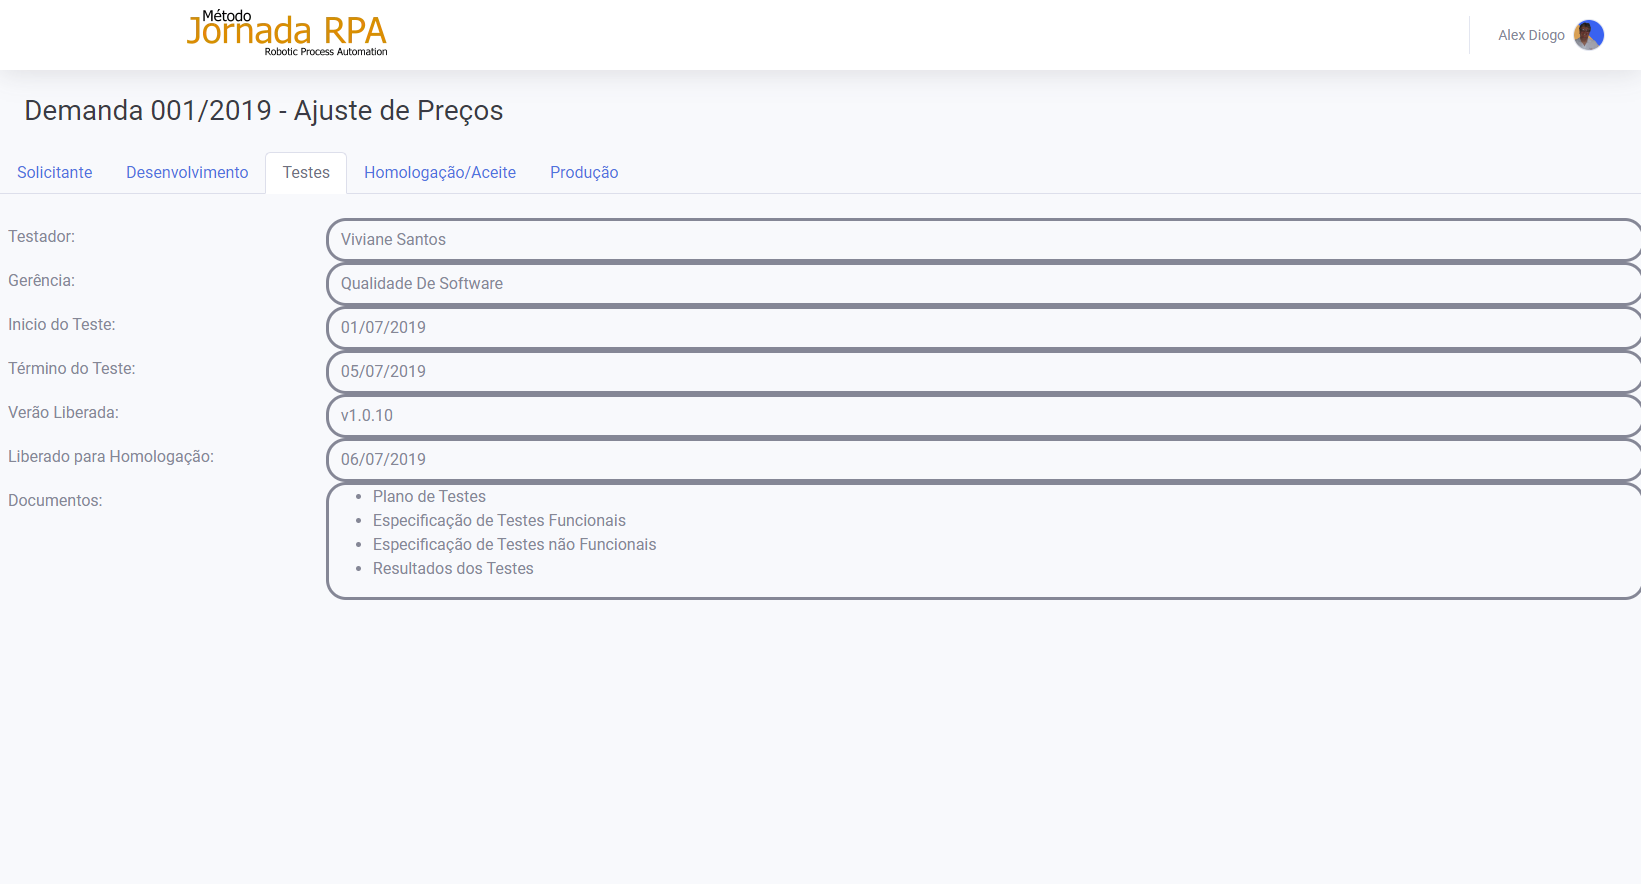 Método
Jornada RPA
Robotic Process Automation
Alex Diogo
Demanda 001/2019 - Ajuste de Preços
Solicitante Desenvolvimento Testes Homologação/Aceite Produção
Testador: Viviane Santos
Gerência: Qualidade De Software
Inicio do Teste: 01/07/2019
Término do Teste: 05/07/2019
Verão Liberada: v1.0.10
Liberado para Homologação: 06/07/2019
Documentos:
• Plano de Testes
• Especificação de Testes Funcionais
• Especificação de Testes não Funcionais
• Resultados dos Testes